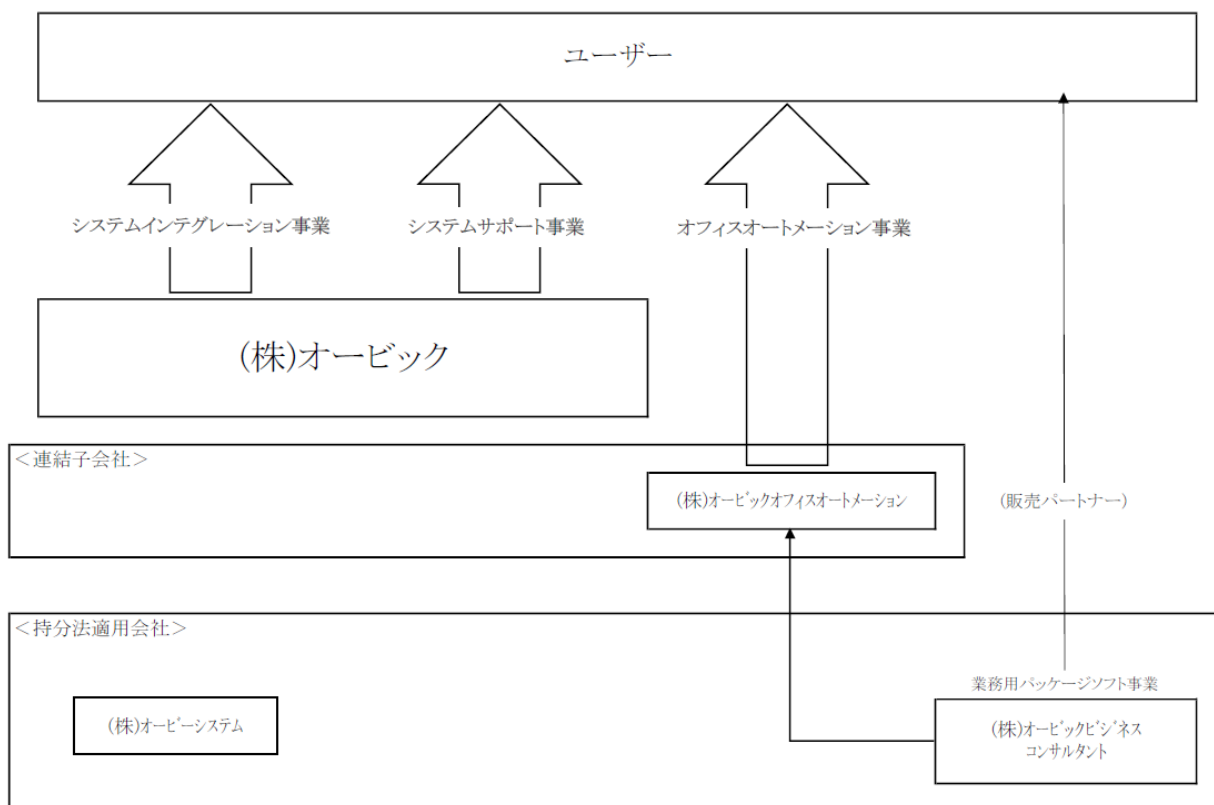 ユーザー
システムインテグレーション事業
システムサポート事業
オフィスオートメーション事業
(株)オービック
<連結子会社>
(株)オービックオフィスオートメーション
(販売パートナー)
<持分法適用会社>
業務用パッケージソフト事業
(株)オービーシステム
(株)オービックビジネス
コンサルタント